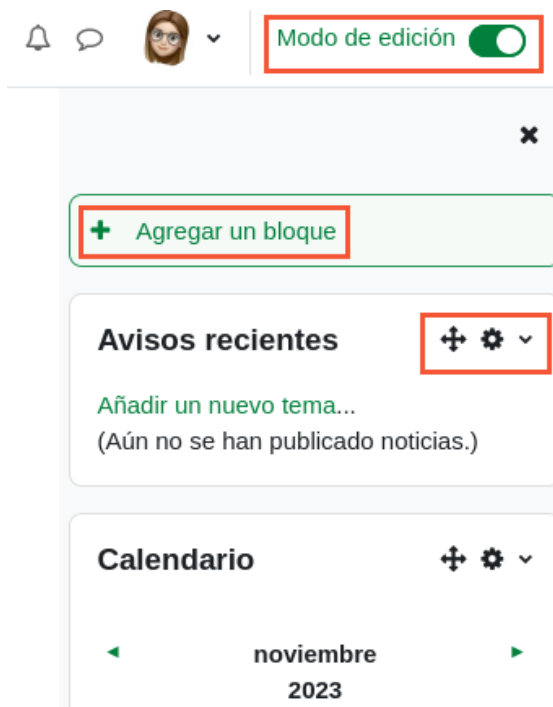 Modo de edición
Agregar un bloque
Avisos recientes
Añadir un nuevo tema...
(Aún no se han publicado noticias.)
Calendario
noviembre
2023